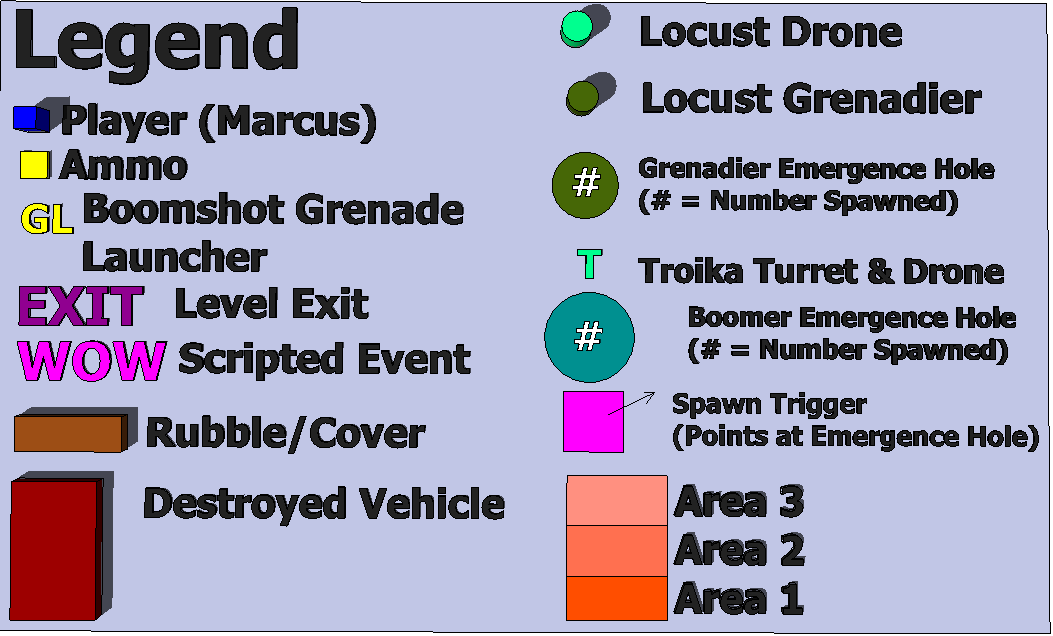 Legend
Player (Marcus)
Ammo
GL Boomshot Grenade
Launcher
EXIT Level Exit
WOW Scripted Event
Rubble/Cover
Destroyed Vehicle
Locust Drone
Locust Grenadier
# Grenadier Emergence Hole
(# = Number Spawned)
T Troika Turret & Drone
# Boomer Emergence Hole
(# = Number Spawned)
Spawn Trigger
(Points at Emergence Hole)
Area 3
Area 2
Area 1